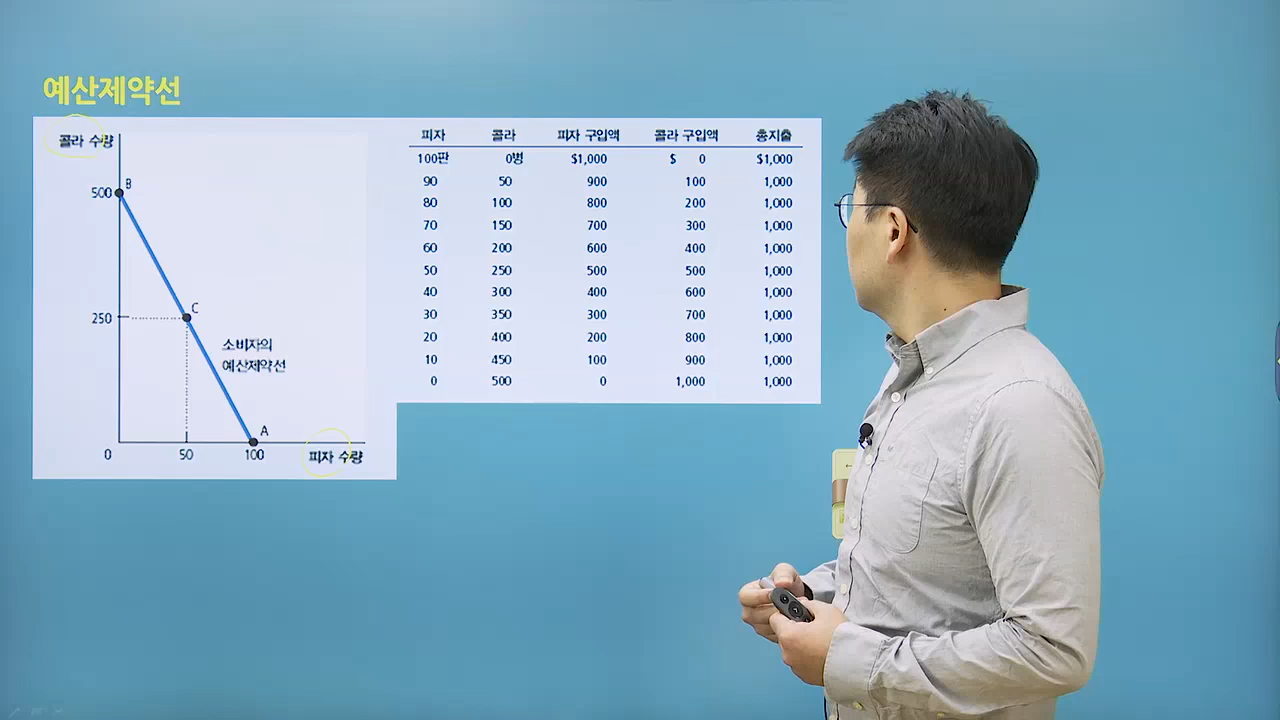 예산제약선
콜라 수량
500
B
250
C
소비자의
예산제약선
A
0
50
100
피자 수량
피자 콜라 피자 구입액 콜라 구입액 총지출
100판 0병 $1,000 $ 0 $1,000
90 50 900 100 1,000
80 100 800 200 1,000
70 150 700 300 1,000
60 200 600 400 1,000
50 250 500 500 1,000
40 300 400 600 1,000
30 350 300 700 1,000
20 400 200 800 1,000
10 450 100 900 1,000
0 500 0 1,000 1,000